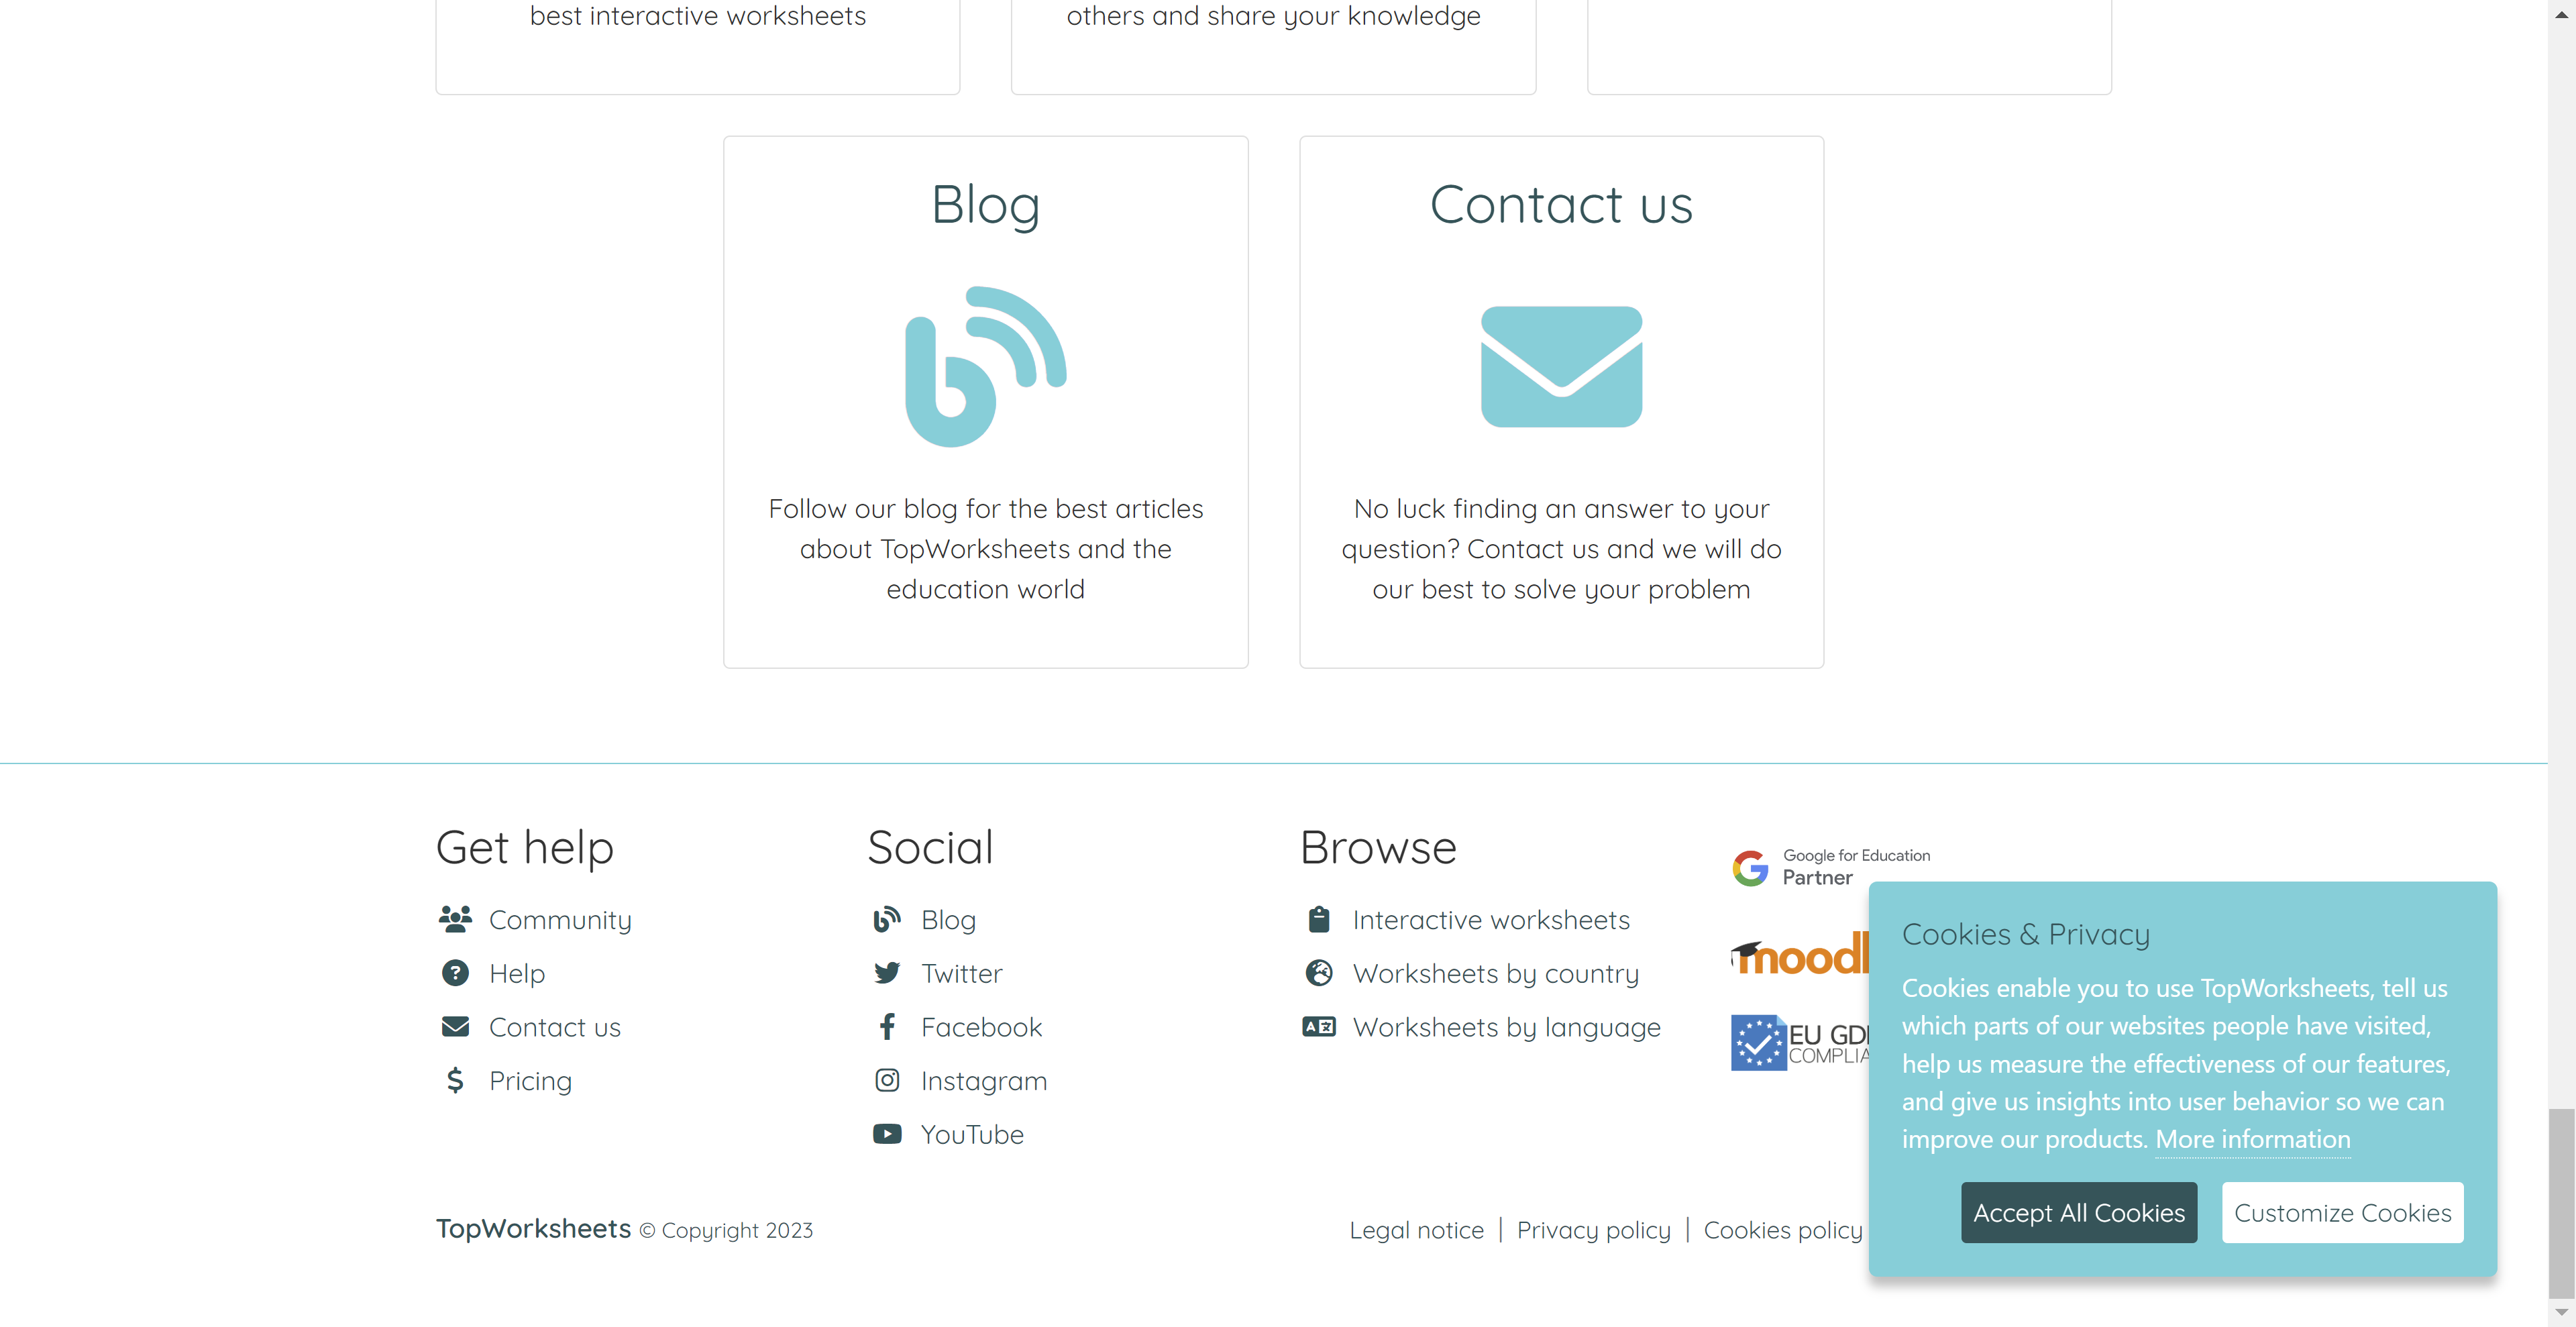 best interactive worksheets
others and share your knowledge
Blog
Follow our blog for the best articles
about TopWorksheets and the
education world
Contact us
No luck finding an answer to your
question? Contact us and we will do
our best to solve your problem
Get help
Community
Help
Contact us
Pricing
Social
Blog
Twitter
Facebook
Instagram
YouTube
Browse
Interactive worksheets
Worksheets by country
Worksheets by language
Google for Education
Partner
EU
Cookies & Privacy
Cookies enable you to use TopWorksheets, tell us
which parts of our websites people have visited,
help us measure the effectiveness of our features,
and give us insights into user behavior so we can
improve our products. More information
Accept All Cookies
Customize Cookies
TopWorksheets © Copyright 2023
Legal notice | Privacy policy | Cookies policy